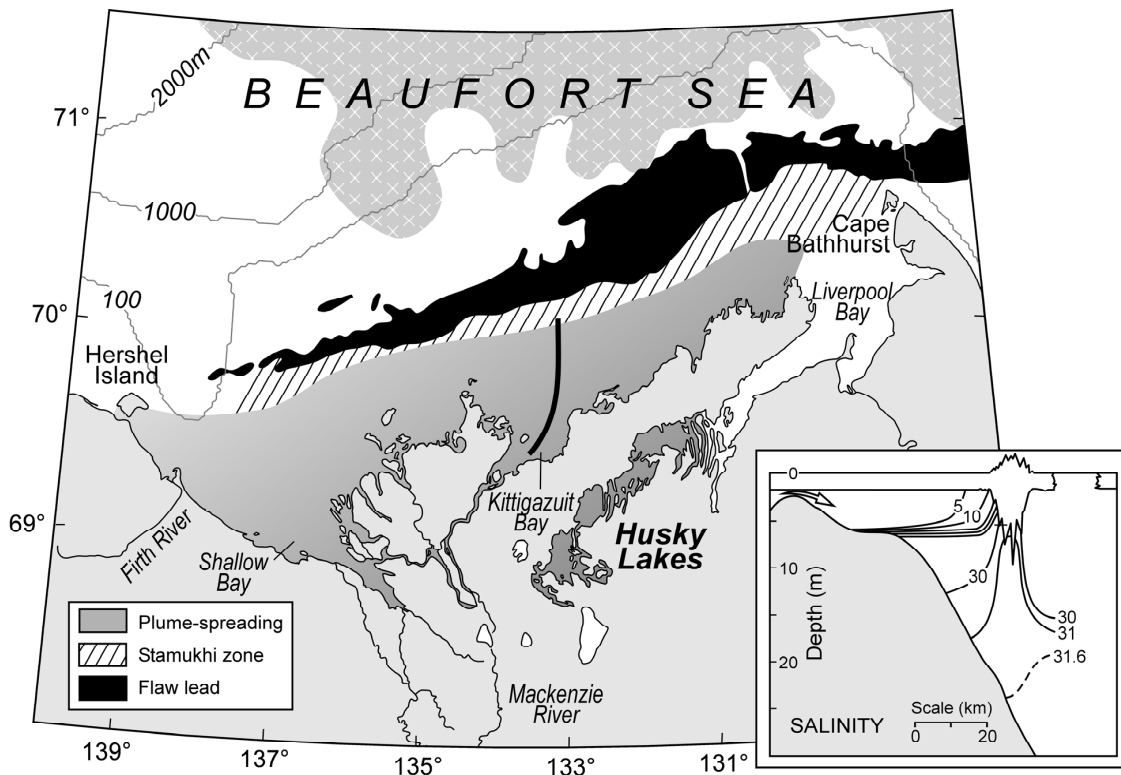 2000m
BEAUFORT SEA
71°
1000
Cape
Bathhurst
100
70°
Liverpool
Bay
Hershel
Island
Kittigazuit
Bay
69°
Firth River
Shallow
Bay
Husky
Lakes
Plume-spreading
Stamukhi zone
Flaw lead
Mackenzie
River
139°
137°
135°
133°
131°
0
5
10
10
30
30
31
31.6
20
Depth (m)
SALINITY
Scale (km)
0 20